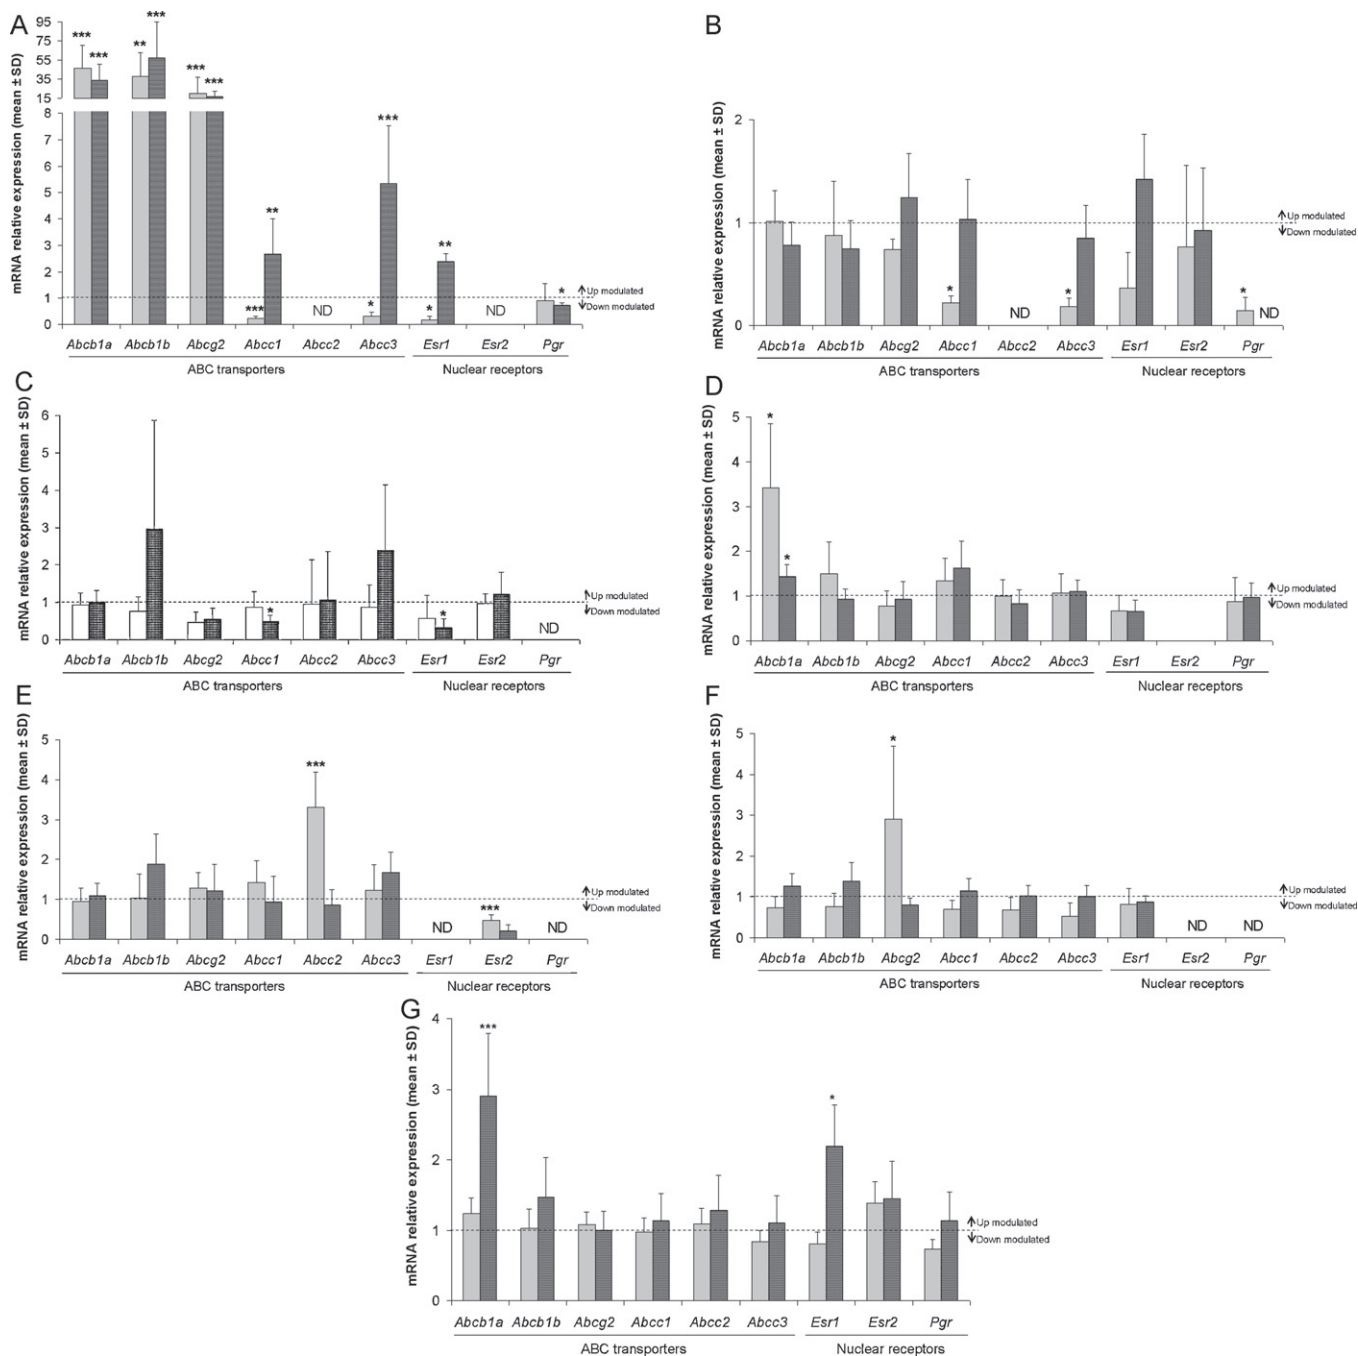 A
mRNA relative expression (mean ± SD)
95
75
55
35
15
8
7
6
5
4
3
2
1
0
*** *** ** *** *** *** *** ** * *** * ** *
ND ND
Up modulated
Down modulated
Abcb1a Abcb1b Abcg2 Abcc1 Abcc2 Abcc3 Esr1 Esr2 Pgr
ABC transporters Nuclear receptors
B
mRNA relative expression (mean ± SD)
2
1
0
* * *
ND ND
Up modulated
Down modulated
Abcb1a Abcb1b Abcg2 Abcc1 Abcc2 Abcc3 Esr1 Esr2 Pgr
ABC transporters Nuclear receptors
C
mRNA relative expression (mean ± SD)
6
5
4
3
2
1
0
* *
ND
Up modulated
Down modulated
Abcb1a Abcb1b Abcg2 Abcc1 Abcc2 Abcc3 Esr1 Esr2 Pgr
ABC transporters Nuclear receptors
D
mRNA relative expression (mean ± SD)
5
4
3
2
1
0
* *
Up modulated
Down modulated
Abcb1a Abcb1b Abcg2 Abcc1 Abcc2 Abcc3 Esr1 Esr2 Pgr
ABC transporters Nuclear receptors
E
mRNA relative expression (mean ± SD)
5
4
3
2
1
0
*** ***
ND ND
Up modulated
Down modulated
Abcb1a Abcb1b Abcg2 Abcc1 Abcc2 Abcc3 Esr1 Esr2 Pgr
ABC transporters Nuclear receptors
F
mRNA relative expression (mean ± SD)
5
4
3
2
1
0
*
ND ND
Up modulated
Down modulated
Abcb1a Abcb1b Abcg2 Abcc1 Abcc2 Abcc3 Esr1 Esr2 Pgr
ABC transporters Nuclear receptors
G
mRNA relative expression (mean ± SD)
4
3
2
1
0
*** *
Up modulated
Down modulated
Abcb1a Abcb1b Abcg2 Abcc1 Abcc2 Abcc3 Esr1 Esr2 Pgr
ABC transporters Nuclear receptors